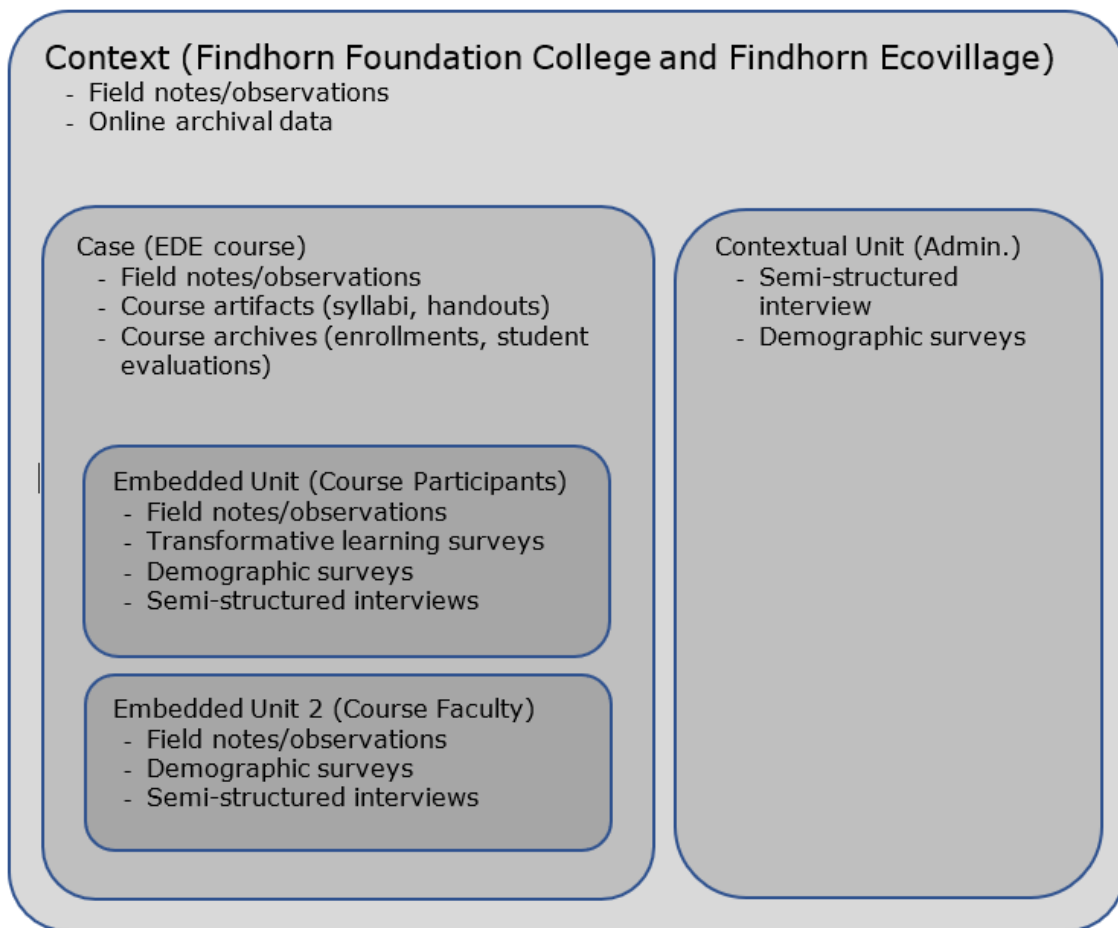 Context (Findhorn Foundation College and Findhorn Ecovillage)
- Field notes/observations
- Online archival data
Case (EDE course)
- Field notes/observations
- Course artifacts (syllabi, handouts)
- Course archives (enrollments, student
evaluations)
Embedded Unit (Course Participants)
- Field notes/observations
- Transformative learning surveys
- Demographic surveys
- Semi-structured interviews
Embedded Unit 2 (Course Faculty)
- Field notes/observations
- Demographic surveys
- Semi-structured interviews
Contextual Unit (Admin.)
- Semi-structured
interview
- Demographic surveys